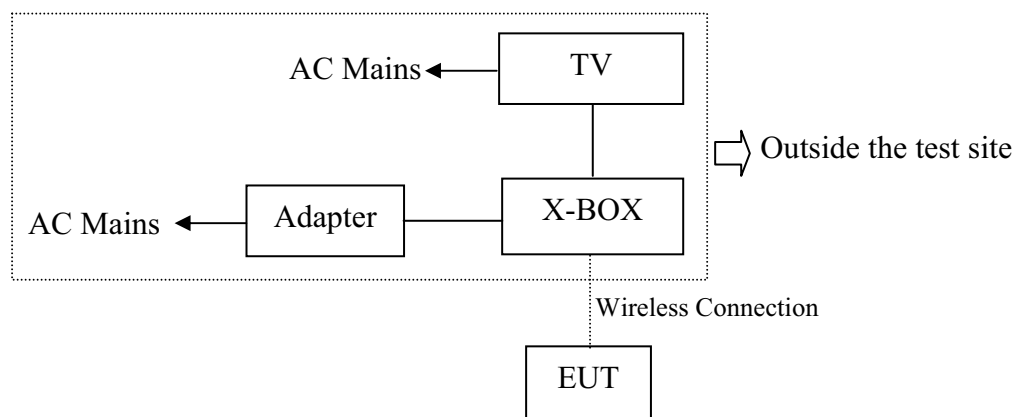 TV
AC Mains
Outside the test site
X-BOX
Adapter
AC Mains
Wireless Connection
EUT